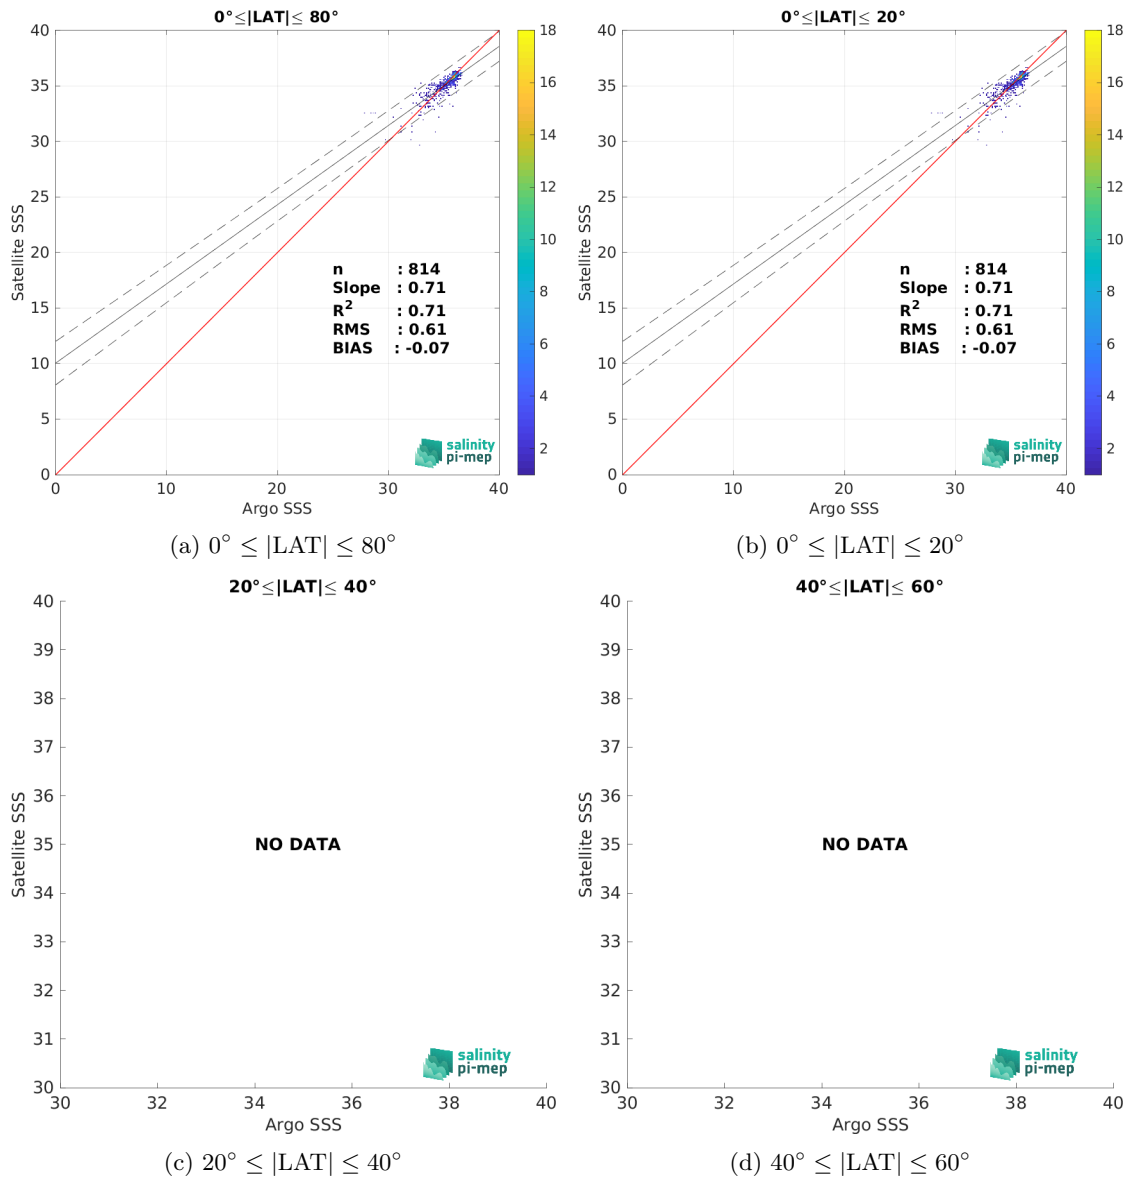 0°≤|LAT|≤ 80°
40
35
30
25
20
15
10
5
0
Satellite SSS
n : 814
Slope : 0.71
R² : 0.71
RMS : 0.61
BIAS : -0.07
salinity
pi-mep
0 10 20 30 40
Argo SSS
18
16
14
12
10
8
6
4
2
(a) 0° ≤ |LAT| ≤ 80°
0°≤|LAT|≤ 20°
40
35
30
25
20
15
10
5
0
Satellite SSS
n : 814
Slope : 0.71
R² : 0.71
RMS : 0.61
BIAS : -0.07
salinity
pi-mep
0 10 20 30 40
Argo SSS
18
16
14
12
10
8
6
4
2
(b) 0° ≤ |LAT| ≤ 20°
20°≤|LAT|≤ 40°
40
39
38
37
36
35
34
33
32
31
30
Satellite SSS
NO DATA
salinity
pi-mep
30 32 34 36 38 40
Argo SSS
(c) 20° ≤ |LAT| ≤ 40°
40°≤|LAT|≤ 60°
40
39
38
37
36
35
34
33
32
31
30
Satellite SSS
NO DATA
salinity
pi-mep
30 32 34 36 38 40
Argo SSS
(d) 40° ≤ |LAT| ≤ 60°